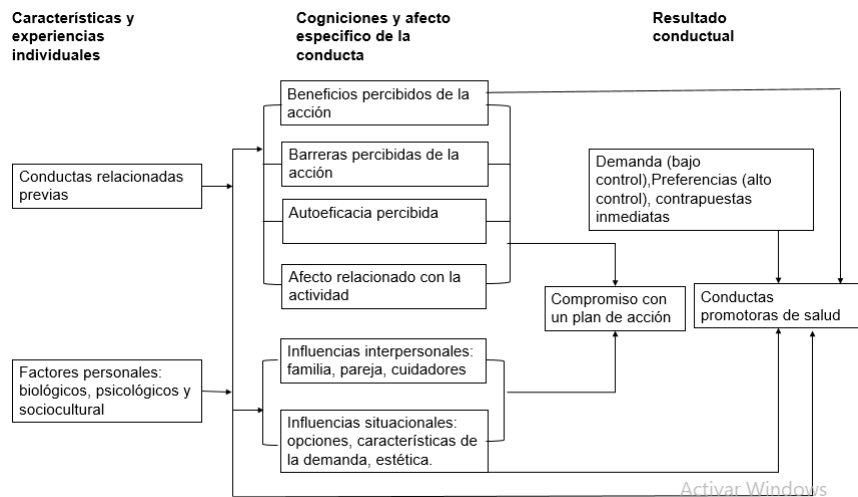 Características y
experiencias
individuales
Cogniciones y afecto
especifico de la
conducta
Resultado
conductual
Beneficios percibidos de la
acción
Barreras percibidas de la
acción
Demanda (bajo
control),Preferencias (alto
control), contrapuestas
inmediatas
Conductas relacionadas
previas
Autoeficacia percibida
Afecto relacionado con la
actividad
Compromiso con
un plan de acción
Conductas
promotoras de salud
Factores personales:
biológicos, psicológicos y
sociocultural
Influencias interpersonales:
familia, pareja, cuidadores
Influencias situacionales:
opciones, características de
la demanda, estética.
Activar Windows